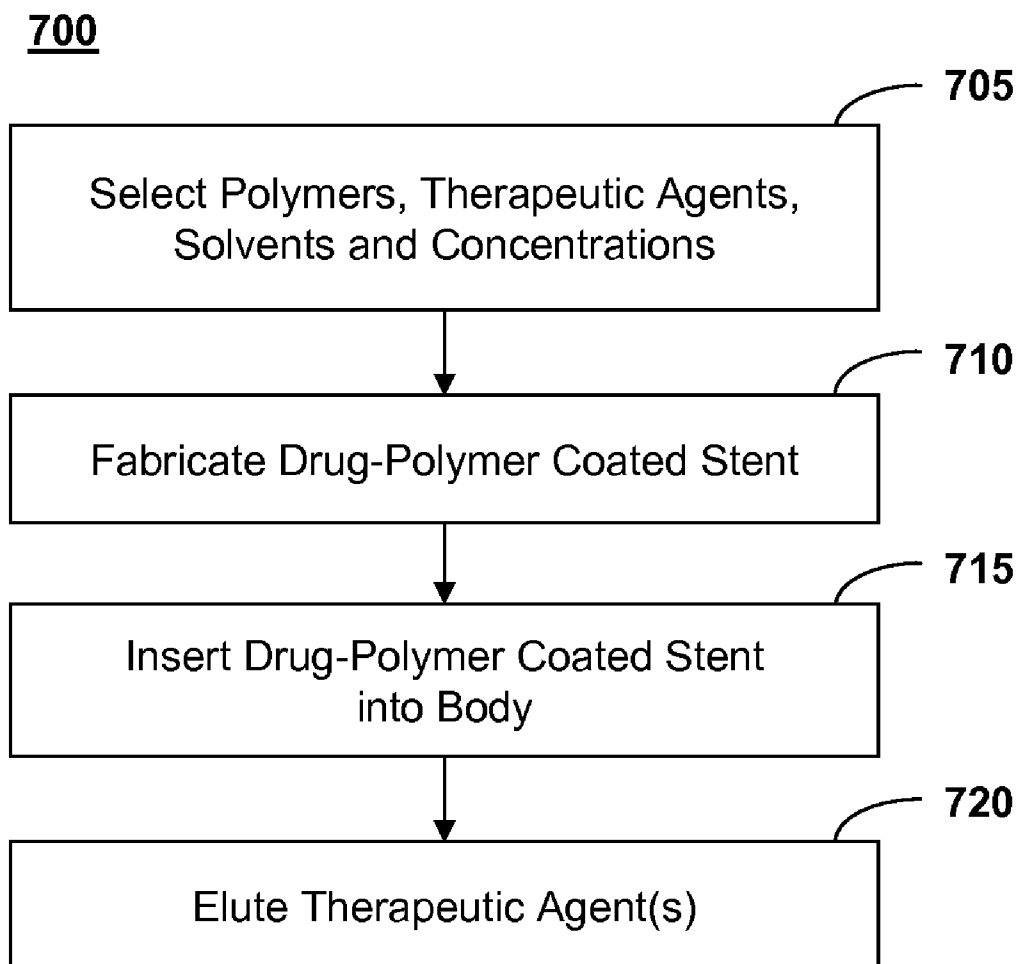 700
705
Select Polymers, Therapeutic Agents,
Solvents and Concentrations
710
Fabricate Drug-Polymer Coated Stent
715
Insert Drug-Polymer Coated Stent
into Body
720
Elute Therapeutic Agent(s)